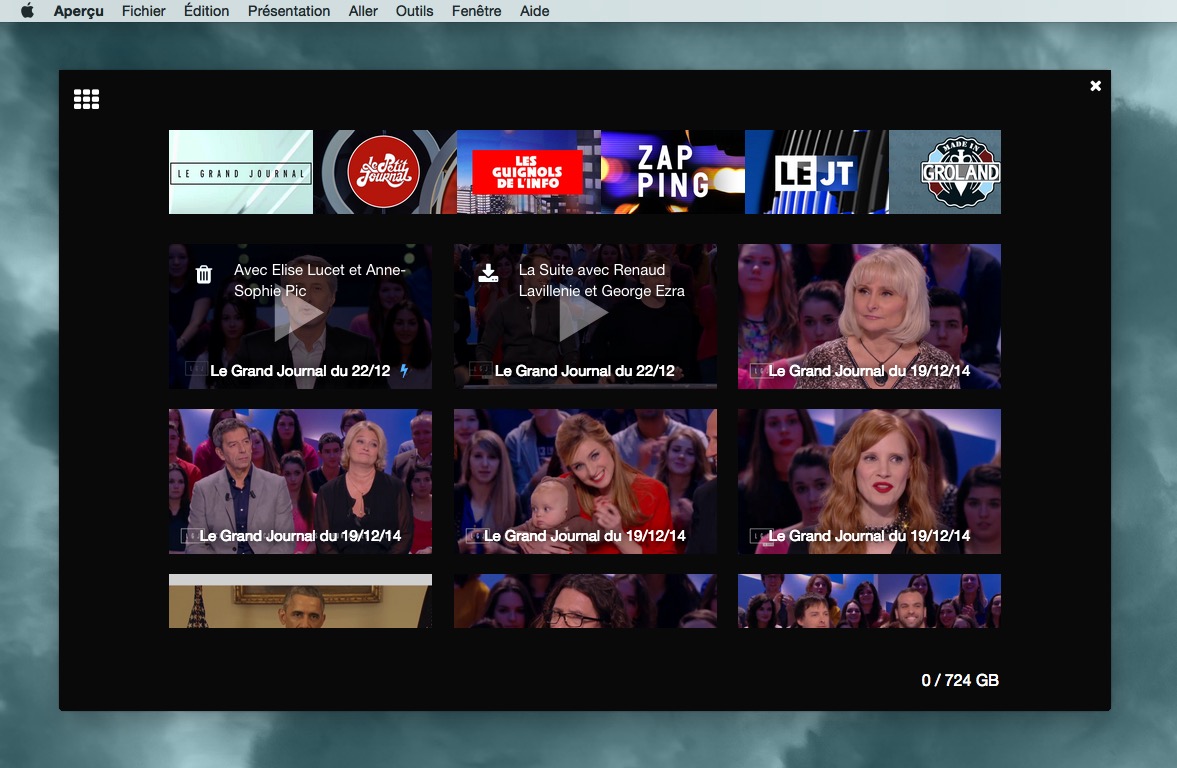 Aperçu Fichier Édition Présentation Aller Outils Fenêtre Aide
LE GRAND JOURNAL
Le Petit
Journal
LES
GUIGNOLS
DE L'INFO
ZAP
PING
LE JT
MADE IN
GROLAND
Avec Elise Lucet et Anne-
Sophie Pic
Le Grand Journal du 22/12
La Suite avec Renaud
Lavillenie et George Ezra
Le Grand Journal du 22/12
Le Grand Journal du 19/12/14
Le Grand Journal du 19/12/14
Le Grand Journal du 19/12/14
Le Grand Journal du 19/12/14
0 / 724 GB